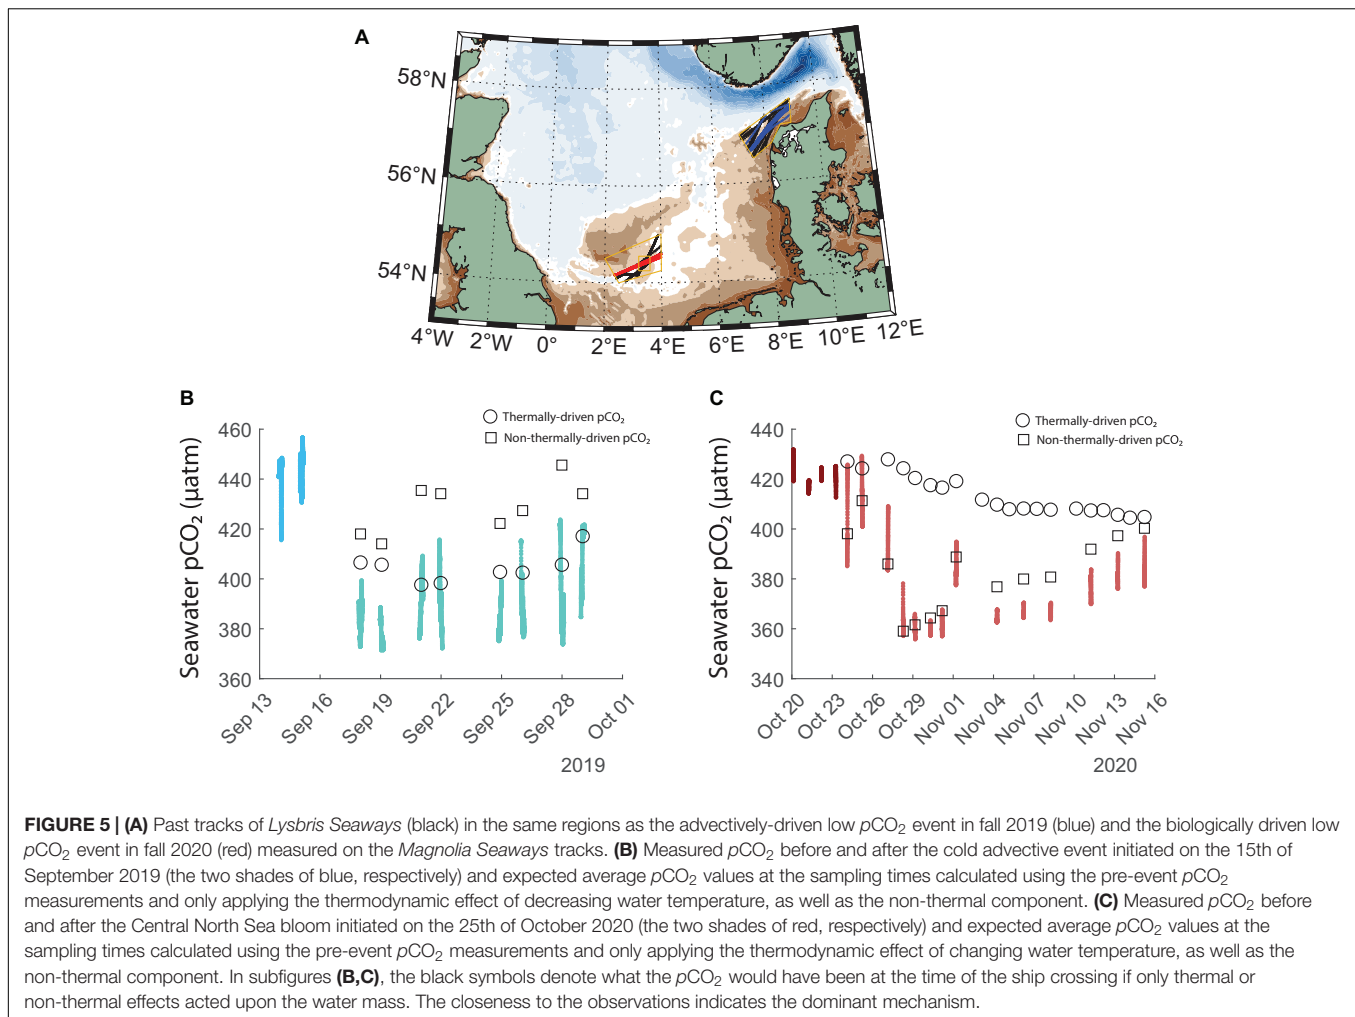 A
58°N
56°N
54°N
4°W
2°W
0°
2°E
4°E
6°E
8°E
10°E
12°E
B
Thermally-driven pCO₂
Non-thermally-driven pCO₂
Seawater pCO₂ (µatm)
460
440
420
400
380
360
Sep 13
Sep 16
Sep 19
Sep 22
Sep 25
Sep 28
Oct 01
2019
C
Thermally-driven pCO₂
Non-thermally-driven pCO₂
Seawater pCO₂ (µatm)
440
420
400
380
360
340
Oct 20
Oct 23
Oct 26
Oct 29
Nov 01
Nov 04
Nov 07
Nov 10
Nov 13
Nov 16
2020
FIGURE 5 | (A) Past tracks of Lysbris Seaways (black) in the same regions as the advectively-driven low pCO₂ event in fall 2019 (blue) and the biologically driven low
pCO₂ event in fall 2020 (red) measured on the Magnolia Seaways tracks. (B) Measured pCO₂ before and after the cold advective event initiated on the 15th of
September 2019 (the two shades of blue, respectively) and expected average pCO₂ values at the sampling times calculated using the pre-event pCO₂
measurements and only applying the thermodynamic effect of decreasing water temperature, as well as the non-thermal component. (C) Measured pCO₂ before
and after the Central North Sea bloom initiated on the 25th of October 2020 (the two shades of red, respectively) and expected average pCO₂ values at the
sampling times calculated using the pre-event pCO₂ measurements and only applying the thermodynamic effect of changing water temperature, as well as the
non-thermal component. In subfigures (B,C), the black symbols denote what the pCO₂ would have been at the time of the ship crossing if only thermal or
non-thermal effects acted upon the water mass. The closeness to the observations indicates the dominant mechanism.